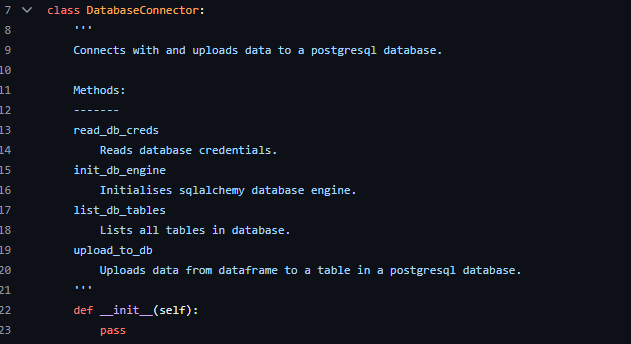 7 class DatabaseConnector:
8 '''
9 Connects with and uploads data to a postgresql database.
10
11 Methods:
12 -------
13 read_db_creds
14 Reads database credentials.
15 init_db_engine
16 Initialises sqlalchemy database engine.
17 list_db_tables
18 Lists all tables in database.
19 upload_to_db
20 Uploads data from dataframe to a table in a postgresql database.
21 '''
22 def __init__(self):
23 pass